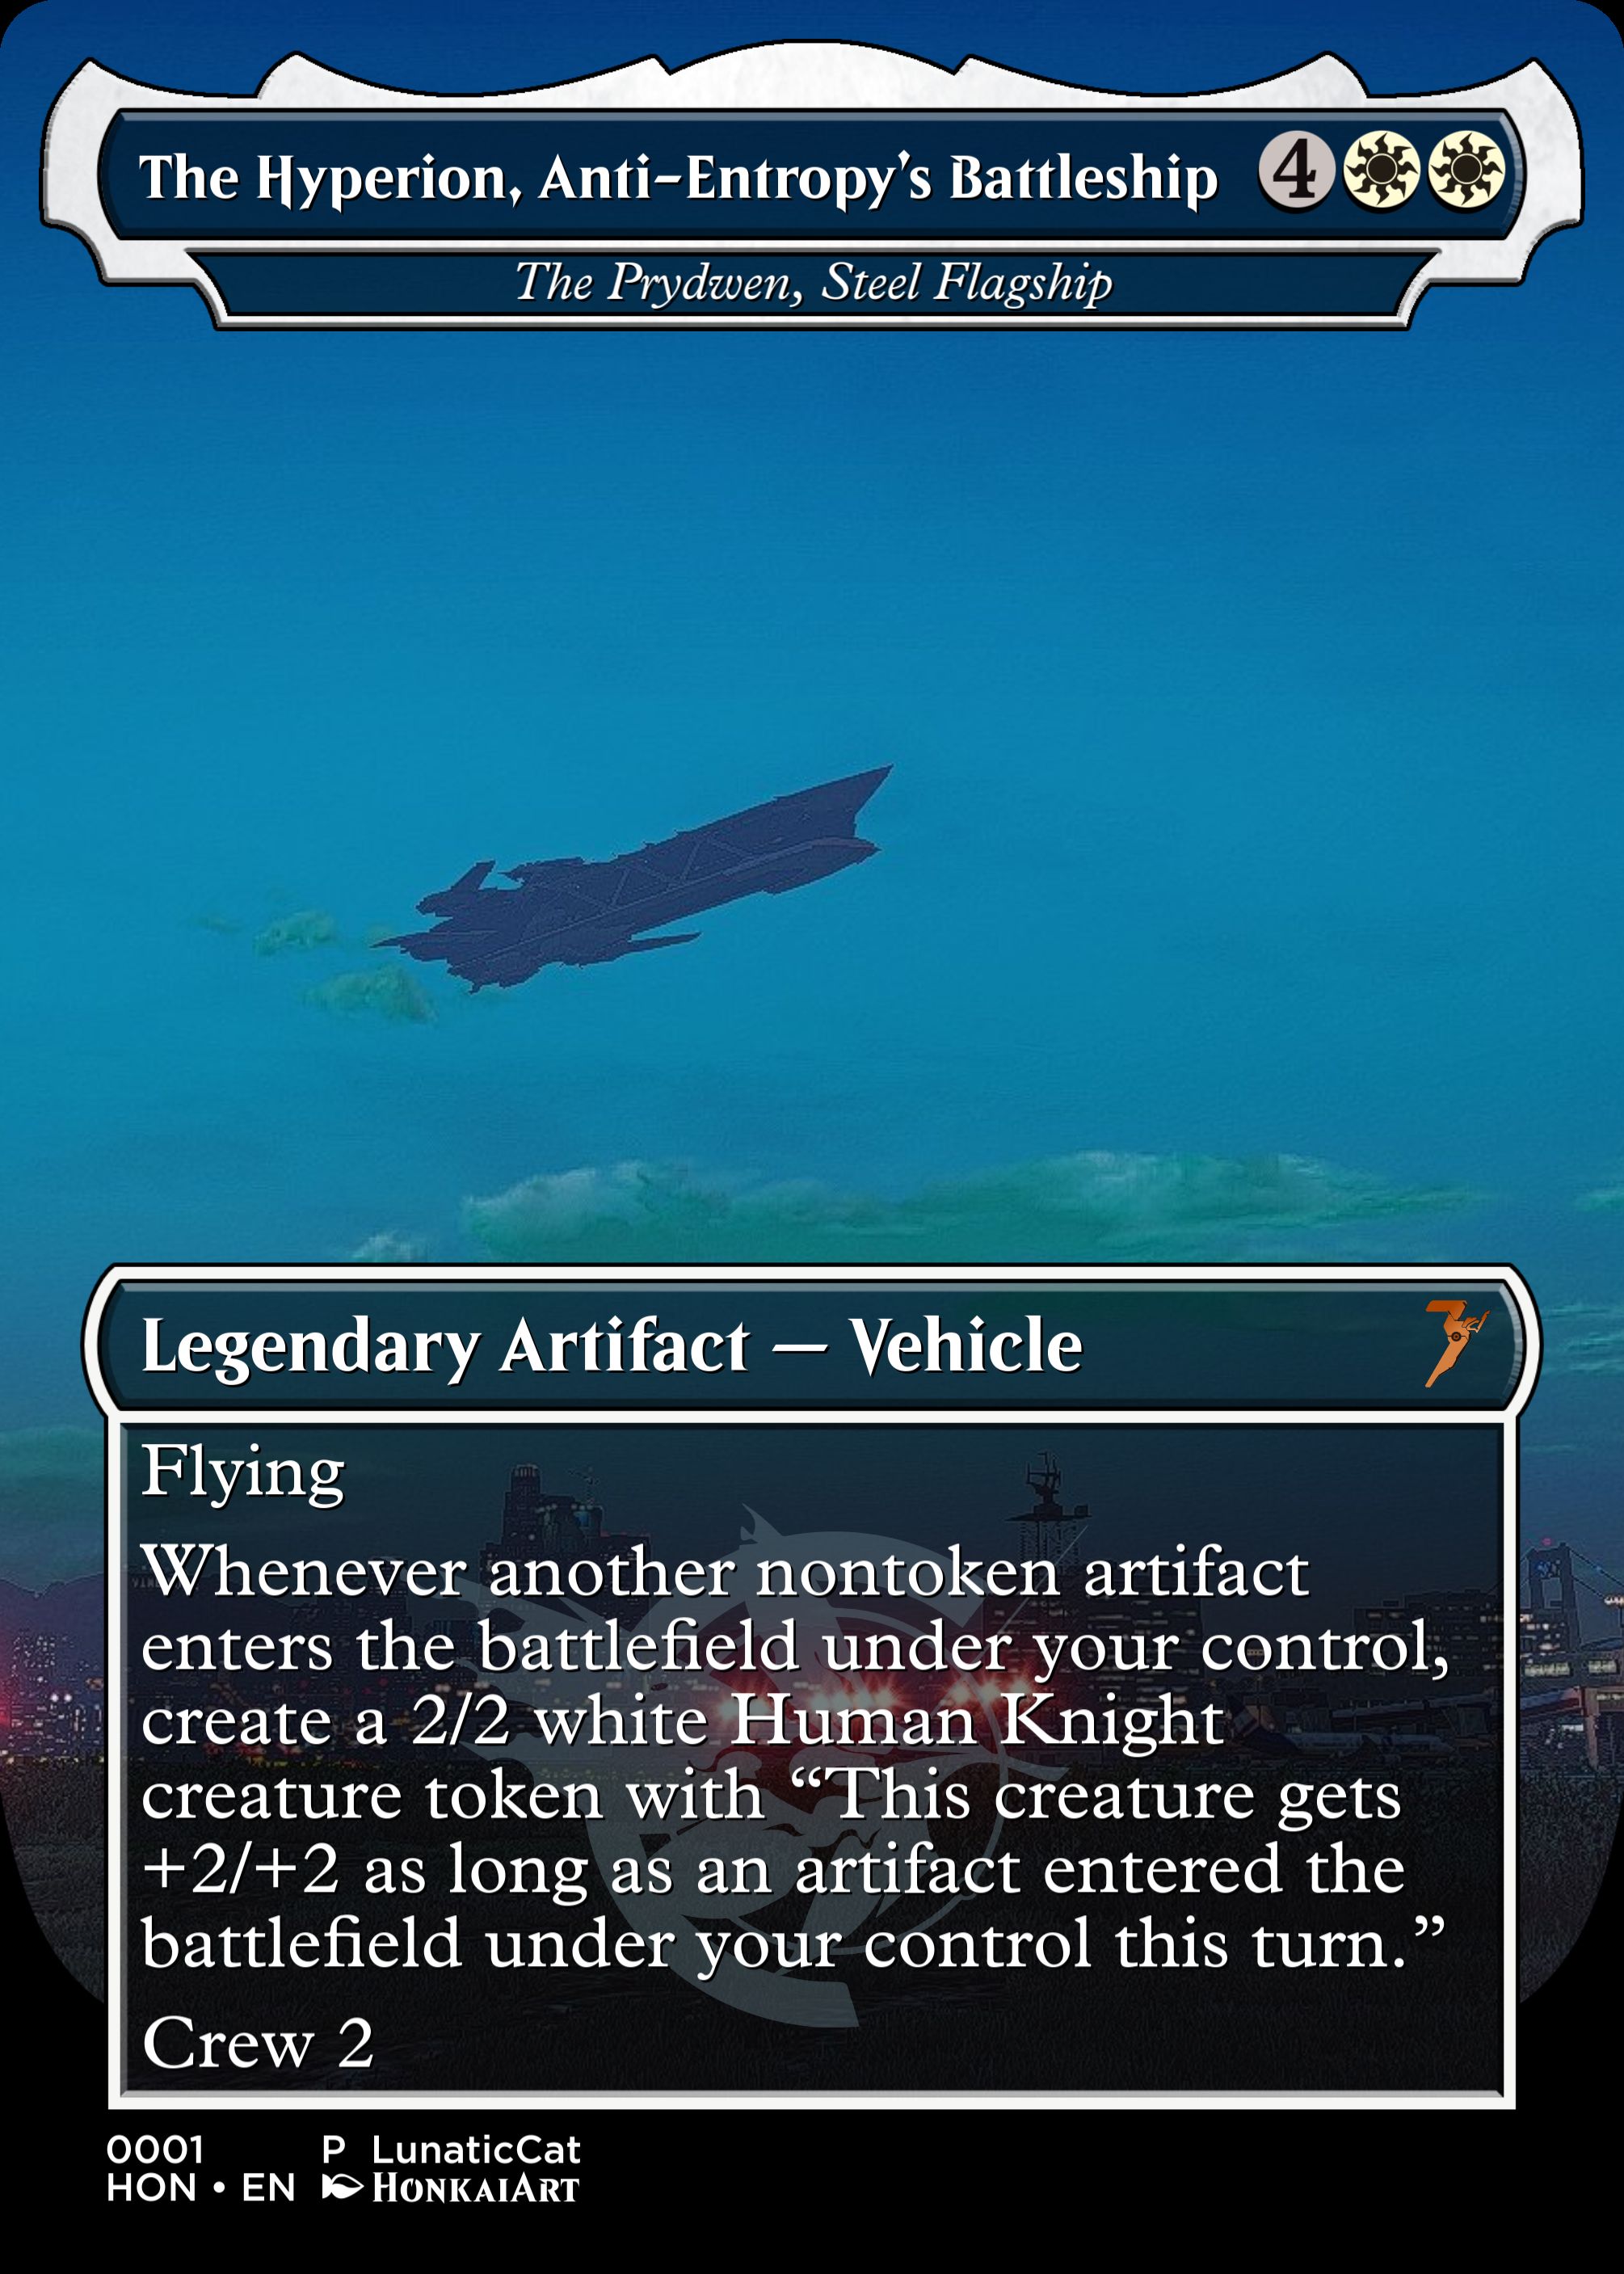 The Hyperion, Anti-Entropy's Battleship 4
The Prydwen, Steel Flagship
Legendary Artifact — Vehicle
Flying
Whenever another nontoken artifact
enters the battlefield under your control,
create a 2/2 white Human Knight
creature token with “This creature gets
+2/+2 as long as an artifact entered the
battlefield under your control this turn.”
Crew 2
0001 P LunaticCat
HON • EN HonkaiArt